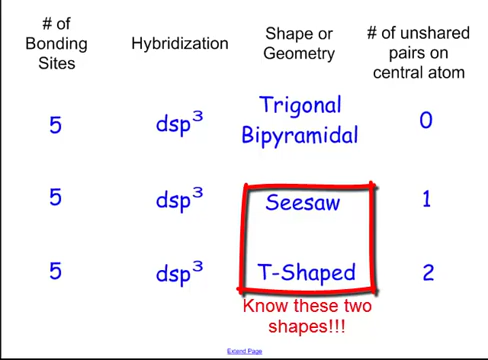 # of
Bonding
Sites
Hybridization
Shape or
Geometry
# of unshared
pairs on
central atom
5
dsp³
Trigonal
Bipyramidal
0
5
dsp³
Seesaw
1
5
dsp³
T-Shaped
2
Know these two
shapes!!!
Extend Page